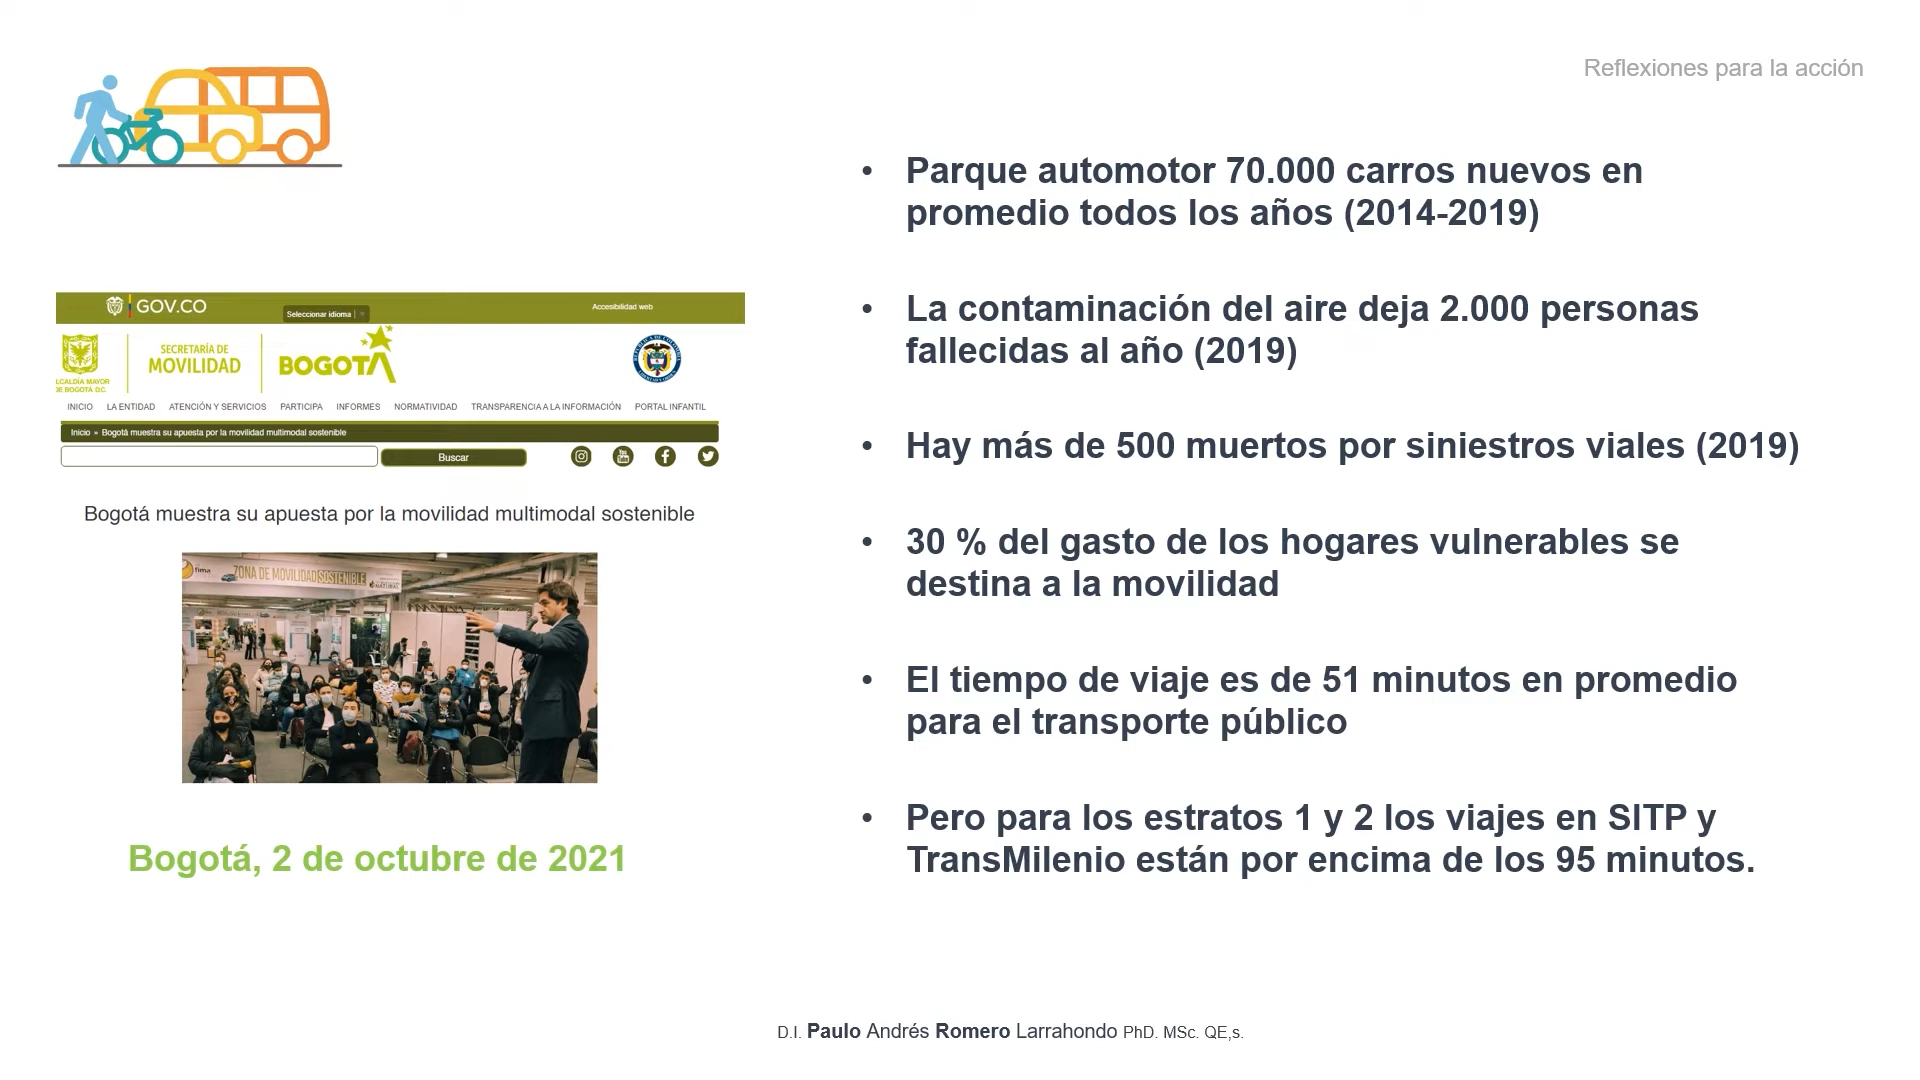 Reflexiones para la acción
GOV.CO
Seleccionar idioma
Accesibilidad web
LCALDÍA MAYOR
DE BOGOTÁ D.C.
SECRETARÍA DE
MOVILIDAD
BOGOTÁ
INICIO LA ENTIDAD ATENCIÓN Y SERVICIOS PARTICIPA INFORMES NORMATIVIDAD TRANSPARENCIA A LA INFORMACIÓN PORTAL INFANTIL
Inicio » Bogotá muestra su apuesta por la movilidad multimodal sostenible
Buscar
Bogotá muestra su apuesta por la movilidad multimodal sostenible
fima
ZONA DE MOVILIDAD SOSTENIBLE
Bogotá, 2 de octubre de 2021
• Parque automotor 70.000 carros nuevos en
promedio todos los años (2014-2019)
• La contaminación del aire deja 2.000 personas
fallecidas al año (2019)
• Hay más de 500 muertos por siniestros viales (2019)
• 30 % del gasto de los hogares vulnerables se
destina a la movilidad
• El tiempo de viaje es de 51 minutos en promedio
para el transporte público
• Pero para los estratos 1 y 2 los viajes en SITP y
TransMilenio están por encima de los 95 minutos.
D.I. Paulo Andrés Romero Larrahondo PhD. MSc. QE,s.